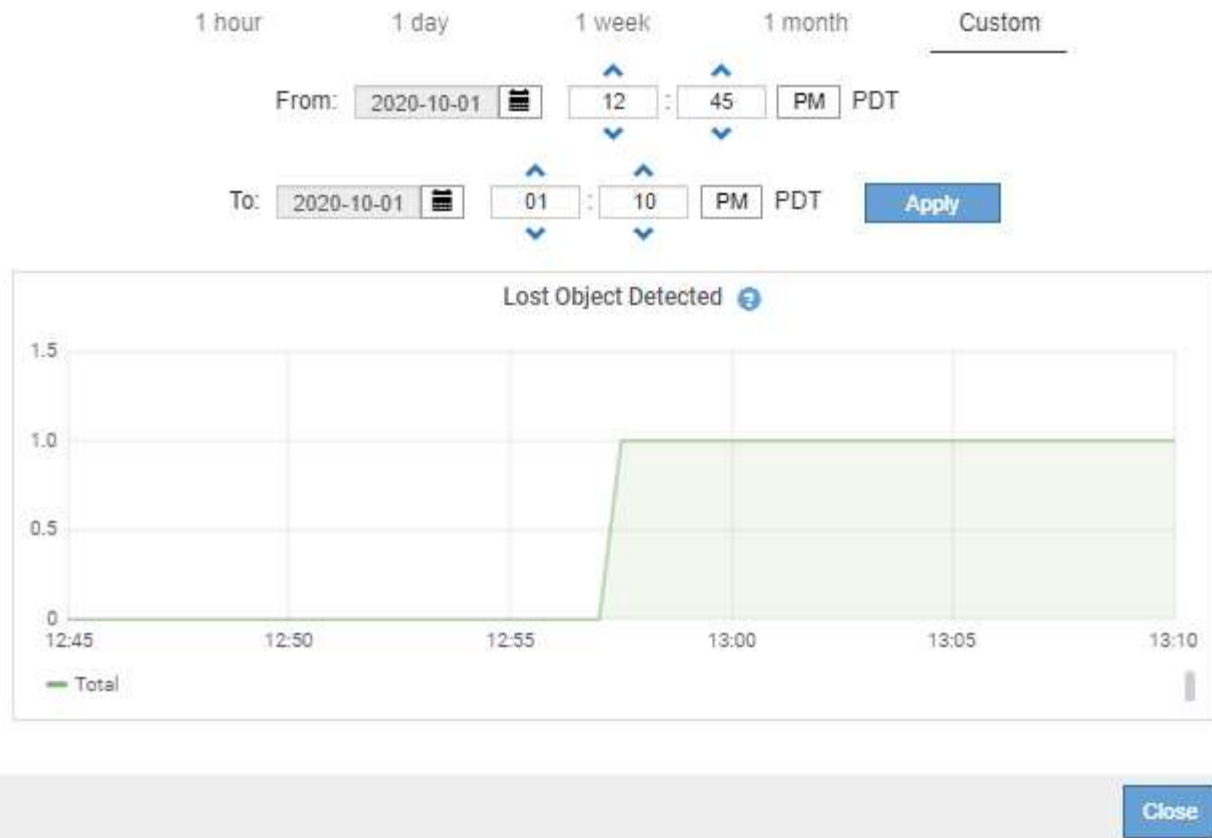 1 hour 1 day 1 week 1 month Custom
From: 2020-10-01 12 : 45 PM PDT
To: 2020-10-01 01 : 10 PM PDT Apply
Lost Object Detected ?
1.5
1.0
0.5
0
12:45 12:50 12:55 13:00 13:05 13:10
Total
Close